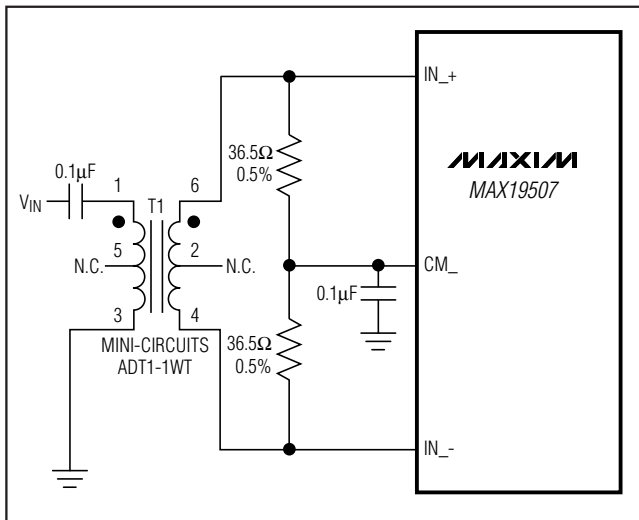 IN_+
MAXIM
MAX19507
36.5Ω
0.5%
0.1μF
1
6
VIN
T1
5
2
N.C.
N.C.
CM_
0.1μF
3
4
MINI-CIRCUITS
ADT1-1WT
36.5Ω
0.5%
IN_-